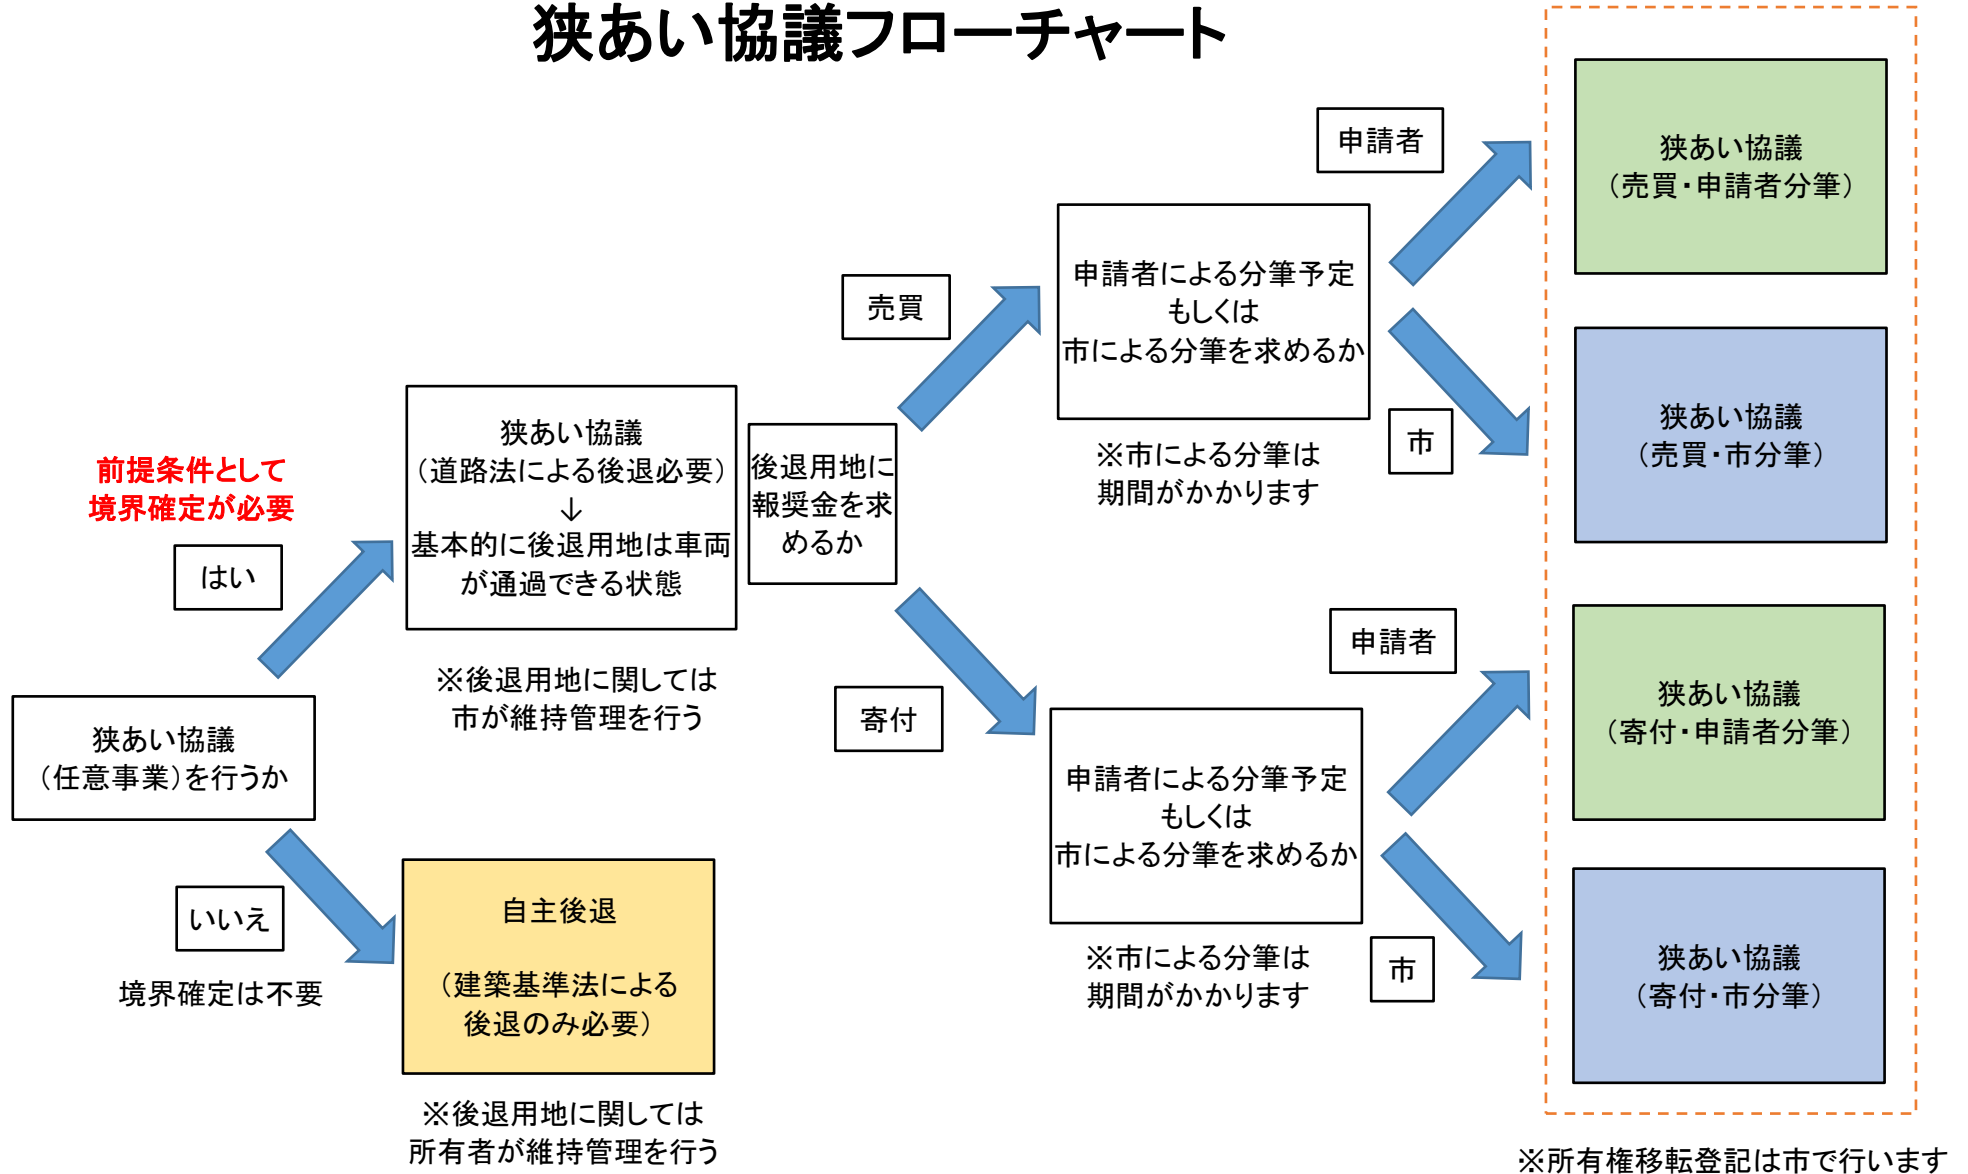 狭あい協議フローチャート
前提条件として
境界確定が必要
はい
狭あい協議
（任意事業）を行うか
いいえ
境界確定は不要
狭あい協議
（道路法による後退必要）
↓
基本的に後退用地は車両
が通過できる状態
※後退用地に関しては
市が維持管理を行う
自主後退
（建築基準法による
後退のみ必要）
※後退用地に関しては
所有者が維持管理を行う
後退用地に
報奨金を求
めるか
売買
寄付
申請者による分筆予定
もしくは
市による分筆を求めるか
※市による分筆は
期間がかかります
申請者
市
申請者による分筆予定
もしくは
市による分筆を求めるか
※市による分筆は
期間がかかります
申請者
市
狭あい協議
（売買・申請者分筆）
狭あい協議
（売買・市分筆）
狭あい協議
（寄付・申請者分筆）
狭あい協議
（寄付・市分筆）
※所有権移転登記は市で行います